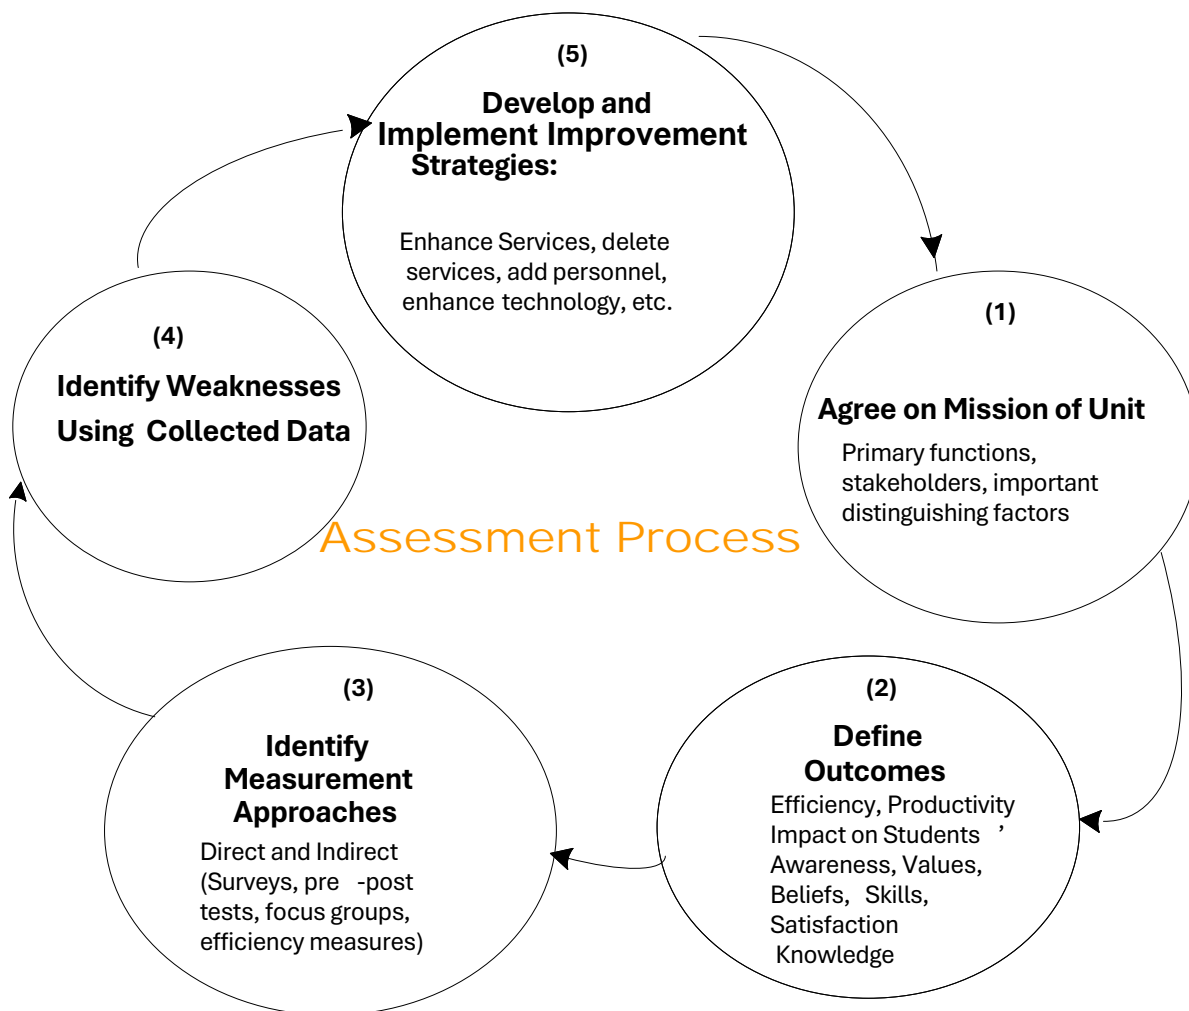 (5)
Develop and
Implement Improvement
Strategies:
Enhance Services, delete
services, add personnel,
enhance technology, etc.
(1)
Agree on Mission of Unit
Primary functions,
stakeholders, important
distinguishing factors
(4)
Identify Weaknesses
Using Collected Data
Assessment Process
(3)
Identify
Measurement
Approaches
Direct and Indirect
(Surveys, pre -post
tests, focus groups,
efficiency measures)
(2)
Define
Outcomes
Efficiency, Productivity
Impact on Students ’
Awareness, Values,
Beliefs, Skills,
Satisfaction
Knowledge